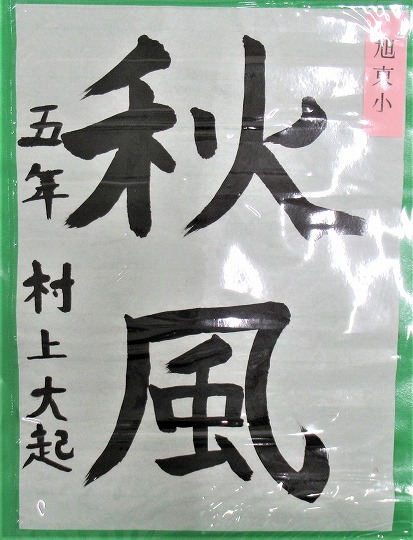 旭東小
秋風
五年 村上大起